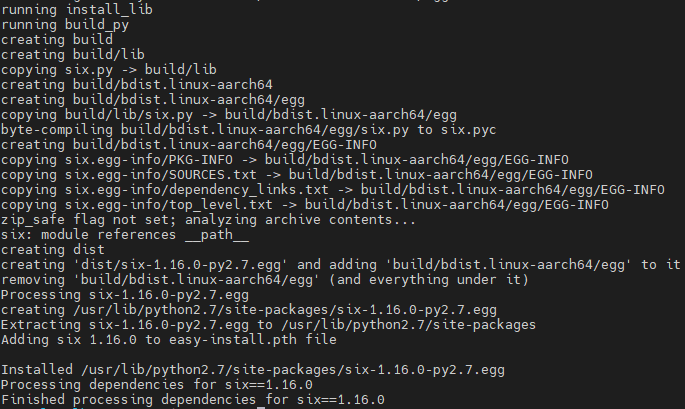 running install_lib
running build_py
creating build
creating build/lib
copying six.py -> build/lib
creating build/bdist.linux-aarch64
creating build/bdist.linux-aarch64/egg
copying build/lib/six.py -> build/bdist.linux-aarch64/egg
byte-compiling build/bdist.linux-aarch64/egg/six.py to six.pyc
creating build/bdist.linux-aarch64/egg/EGG-INFO
copying six.egg-info/PKG-INFO -> build/bdist.linux-aarch64/egg/EGG-INFO
copying six.egg-info/SOURCES.txt -> build/bdist.linux-aarch64/egg/EGG-INFO
copying six.egg-info/dependency_links.txt -> build/bdist.linux-aarch64/egg/EGG-INFO
copying six.egg-info/top_level.txt -> build/bdist.linux-aarch64/egg/EGG-INFO
zip_safe flag not set; analyzing archive contents...
six: module references __path__
creating dist
creating 'dist/six-1.16.0-py2.7.egg' and adding 'build/bdist.linux-aarch64/egg' to it
removing 'build/bdist.linux-aarch64/egg' (and everything under it)
Processing six-1.16.0-py2.7.egg
creating /usr/lib/python2.7/site-packages/six-1.16.0-py2.7.egg
Extracting six-1.16.0-py2.7.egg to /usr/lib/python2.7/site-packages
Adding six 1.16.0 to easy-install.pth file

Installed /usr/lib/python2.7/site-packages/six-1.16.0-py2.7.egg
Processing dependencies for six==1.16.0
Finished processing dependencies for six==1.16.0